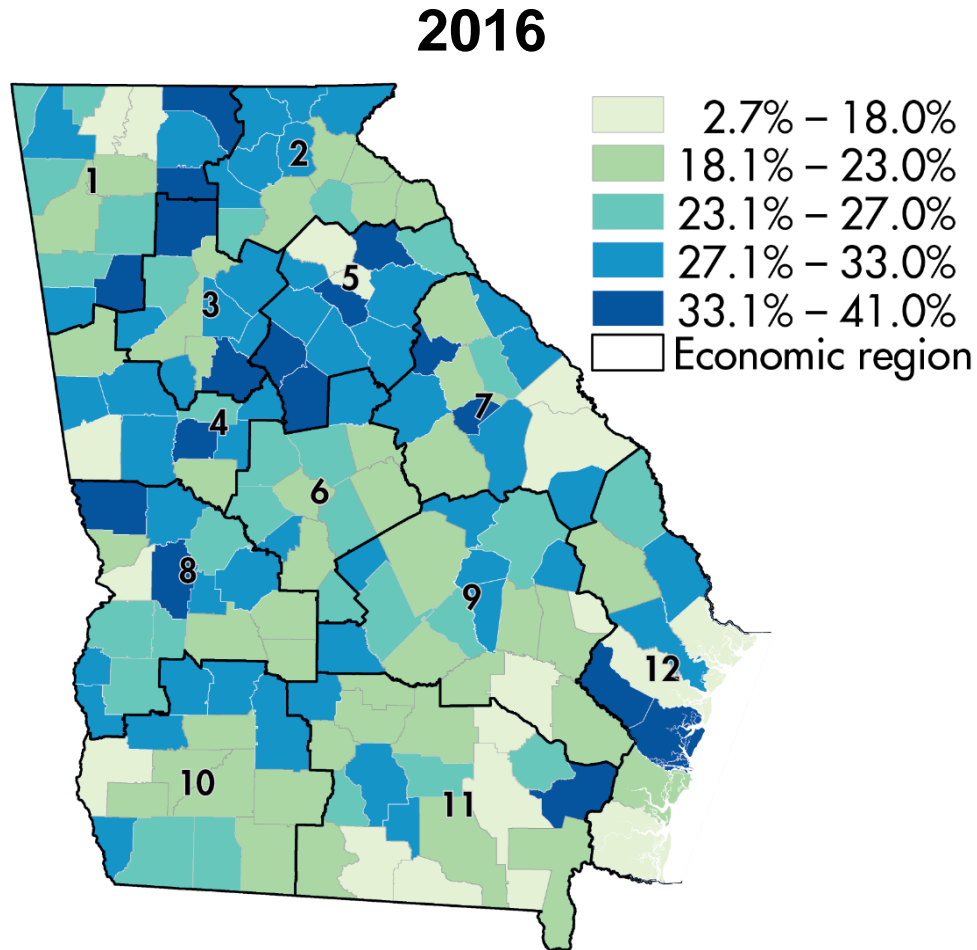 2016
2.7% – 18.0%
18.1% – 23.0%
23.1% – 27.0%
27.1% – 33.0%
33.1% – 41.0%
Economic region
1
2
3
4
5
6
7
8
9
10
11
12